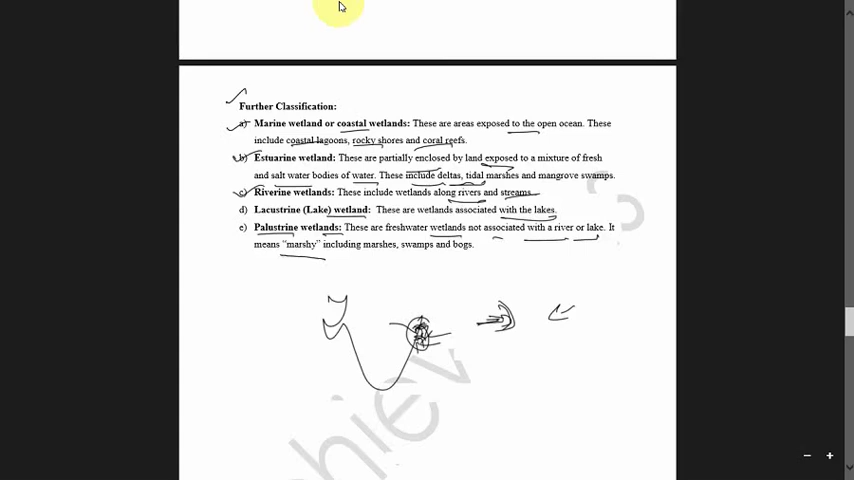 Further Classification:
a) Marine wetland or coastal wetlands: These are areas exposed to the open ocean. These
include coastal lagoons, rocky shores and coral reefs.
b) Estuarine wetland: These are partially enclosed by land exposed to a mixture of fresh
and salt water bodies of water. These include deltas, tidal marshes and mangrove swamps.
c) Riverine wetlands: These include wetlands along rivers and streams.
d) Lacustrine (Lake) wetland: These are wetlands associated with the lakes.
e) Palustrine wetlands: These are freshwater wetlands not associated with a river or lake. It
means "marshy" including marshes, swamps and bogs.